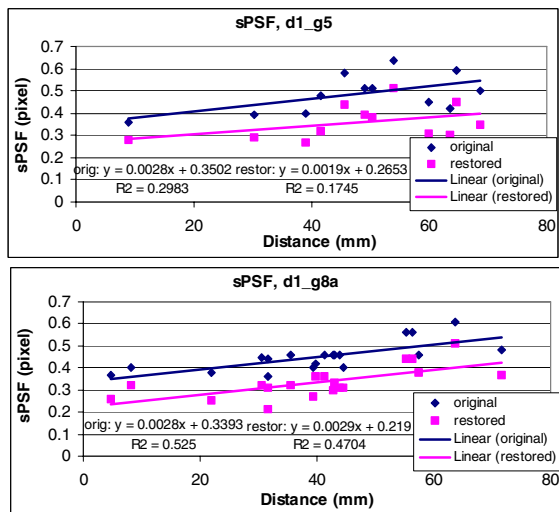 sPSF, d1_g5
sPSF (pixel)
0.7
0.6
0.5
0.4
0.3
0.2
0.1
0
orig: y = 0.0028x + 0.3502 restor: y = 0.0019x + 0.2653
R2 = 0.2983 R2 = 0.1745
original
restored
Linear (original)
Linear (restored)
0 20 40 60 80
Distance (mm)
sPSF, d1_g8a
sPSF (pixel)
0.7
0.6
0.5
0.4
0.3
0.2
0.1
0
orig: y = 0.0028x + 0.3393 restor: y = 0.0029x + 0.219
R2 = 0.525 R2 = 0.4704
original
restored
Linear (original)
Linear (restored)
0 20 40 60 80
Distance (mm)